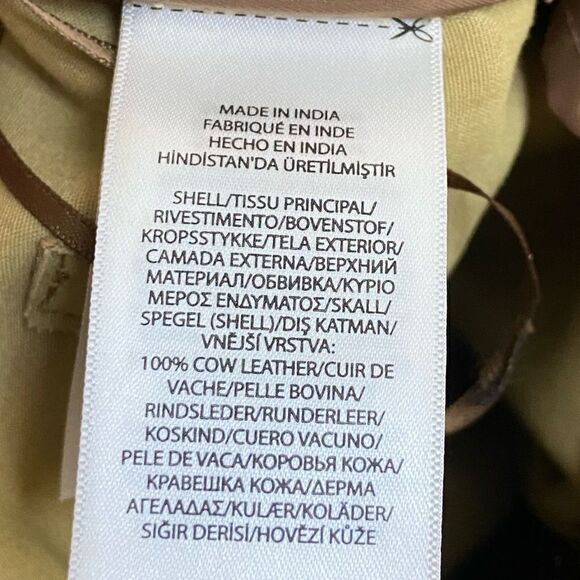 MADE IN INDIA
FABRIQUÉ EN INDE
HECHO EN INDIA
HİNDİSTAN'DA ÜRETİLMİŞTİR
SHELL/TISSU PRINCIPAL/
RIVESTIMENTO/BOVENSTOF/
KROPSSTYKKE/TELA EXTERIOR/
CAMADA EXTERNA/ВЕРХНИЙ
МАТЕРИАЛ/ОБВИВКА/ΚΥΡΙΟ
ΜΕΡΟΣ ΕΝΔΥΜΑΤΟΣ/SKALL/
SPEGEL (SHELL)/DIŞ KATMAN/
VNĚJŠÍ VRSTVA:
100% COW LEATHER/CUIR DE
VACHE/PELLE BOVINA/
RINDSLEDER/RUNDERLEER/
KOSKIND/CUERO VACUNO/
PELE DE VACA/КОРОВЬЯ КОЖА/
КРАВЕШКА КОЖА/ΔΕΡΜΑ
ΑΓΕΛΑΔΑΣ/KULÆR/KOLÄDER/
SIĞIR DERİSİ/HOVĚZÍ KŮŽE